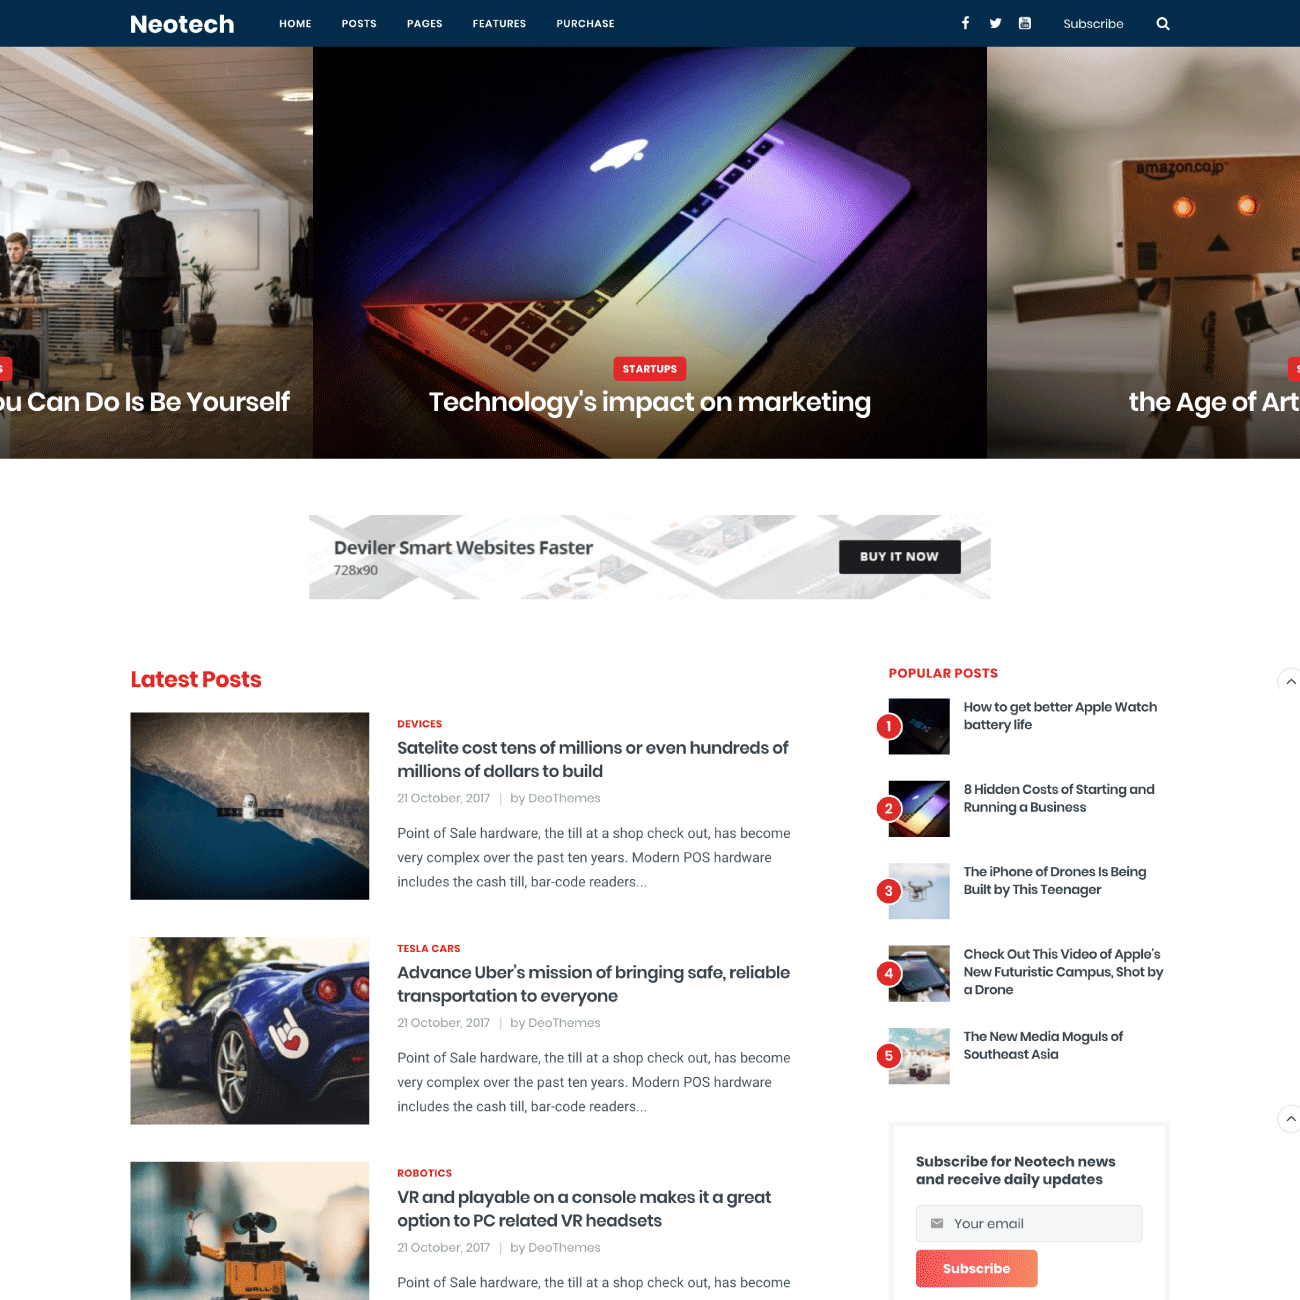 Neotech
HOME
POSTS
PAGES
FEATURES
PURCHASE
Subscribe
amazon.co.jp
STARTUPS
ou Can Do Is Be Yourself
Technology's impact on marketing
the Age of Art
Deviler Smart Websites Faster
728x90
BUY IT NOW
Latest Posts
DEVICES
Satelite cost tens of millions or even hundreds of
millions of dollars to build
21 October, 2017 | by DeoThemes
Point of Sale hardware, the till at a shop check out, has become
very complex over the past ten years. Modern POS hardware
includes the cash till, bar-code readers...
TESLA CARS
Advance Uber's mission of bringing safe, reliable
transportation to everyone
21 October, 2017 | by DeoThemes
Point of Sale hardware, the till at a shop check out, has become
very complex over the past ten years. Modern POS hardware
includes the cash till, bar-code readers...
ROBOTICS
VR and playable on a console makes it a great
option to PC related VR headsets
21 October, 2017 | by DeoThemes
Point of Sale hardware, the till at a shop check out, has become
WALL
POPULAR POSTS
1
How to get better Apple Watch
battery life
2
8 Hidden Costs of Starting and
Running a Business
3
The iPhone of Drones Is Being
Built by This Teenager
4
Check Out This Video of Apple's
New Futuristic Campus, Shot by
a Drone
5
The New Media Moguls of
Southeast Asia
Subscribe for Neotech news
and receive daily updates
Your email
Subscribe